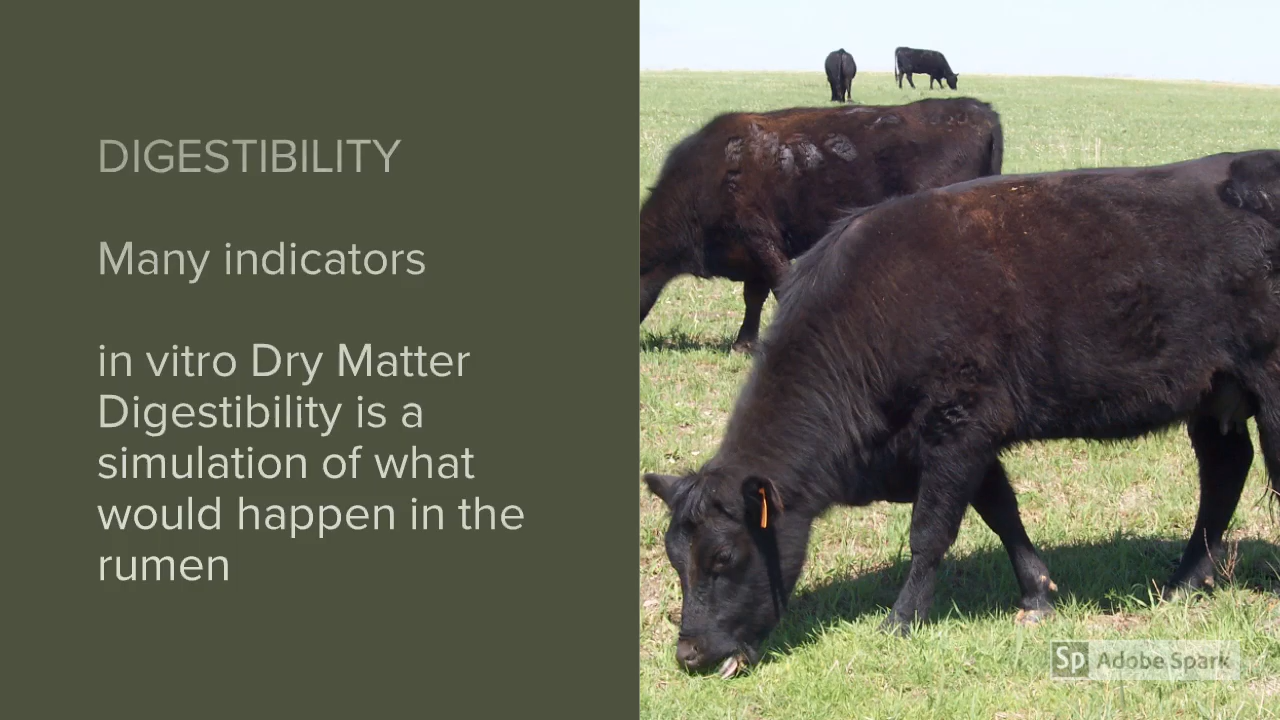 DIGESTIBILITY
Many indicators
in vitro Dry Matter
Digestibility is a
simulation of what
would happen in the
rumen
Sp Adobe Spark